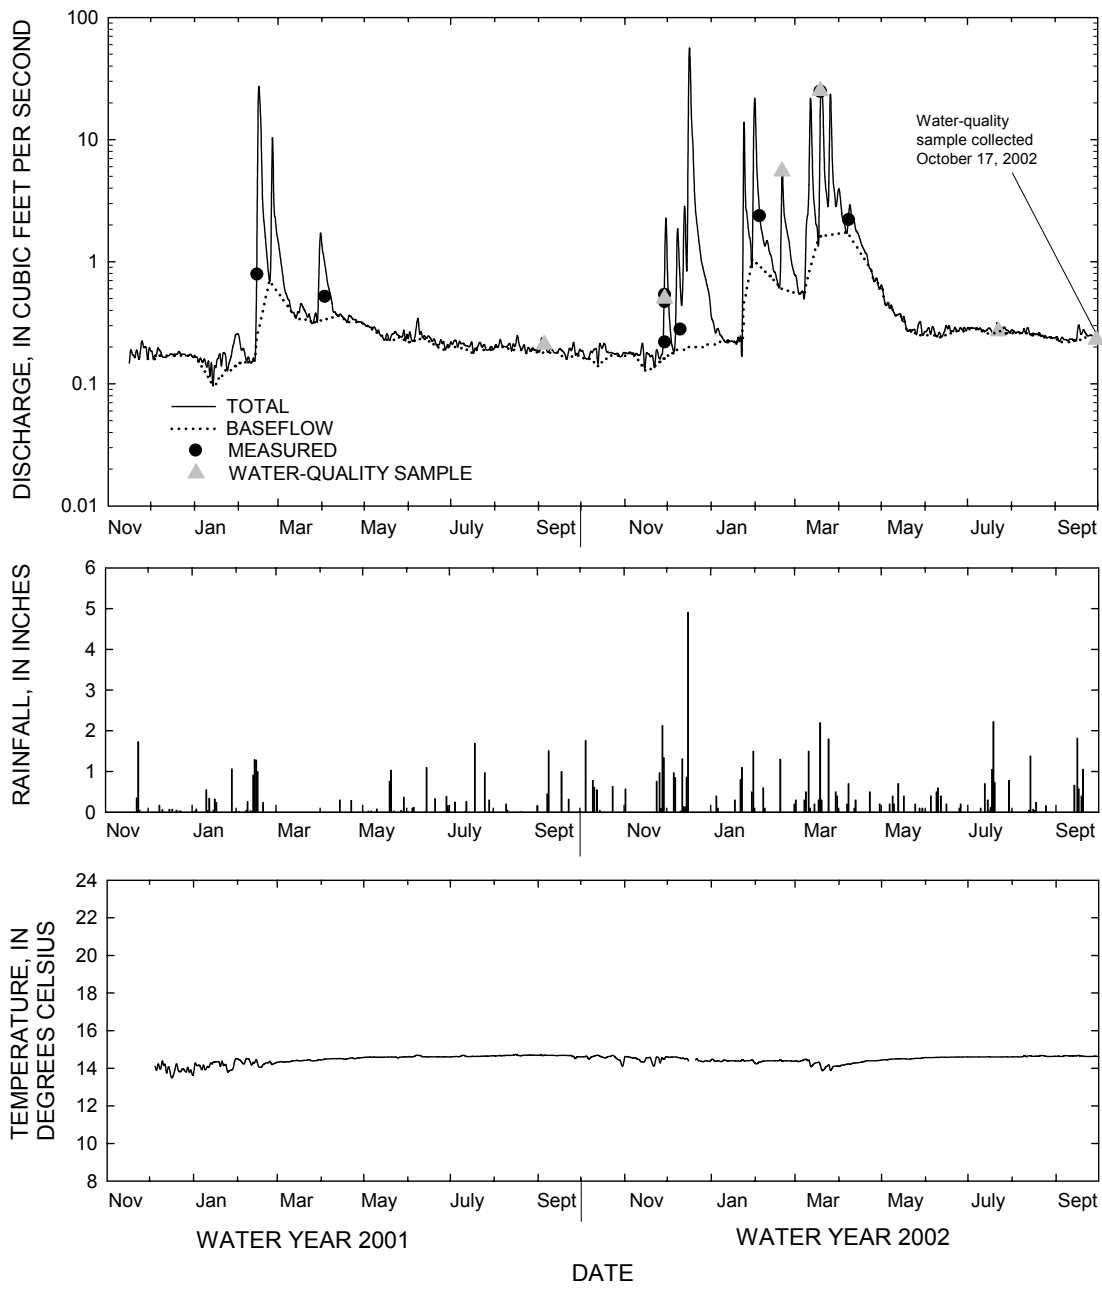 DISCHARGE, IN CUBIC FEET PER SECOND
100
10
1
0.1
0.01
Water-quality
sample collected
October 17, 2002
TOTAL
BASEFLOW
MEASURED
WATER-QUALITY SAMPLE
Nov Jan Mar May July Sept Nov Jan Mar May July Sept
RAINFALL, IN INCHES
6
5
4
3
2
1
0
Nov Jan Mar May July Sept Nov Jan Mar May July Sept
TEMPERATURE, IN
DEGREES CELSIUS
24
22
20
18
16
14
12
10
8
Nov Jan Mar May July Sept Nov Jan Mar May July Sept
WATER YEAR 2001
WATER YEAR 2002
DATE